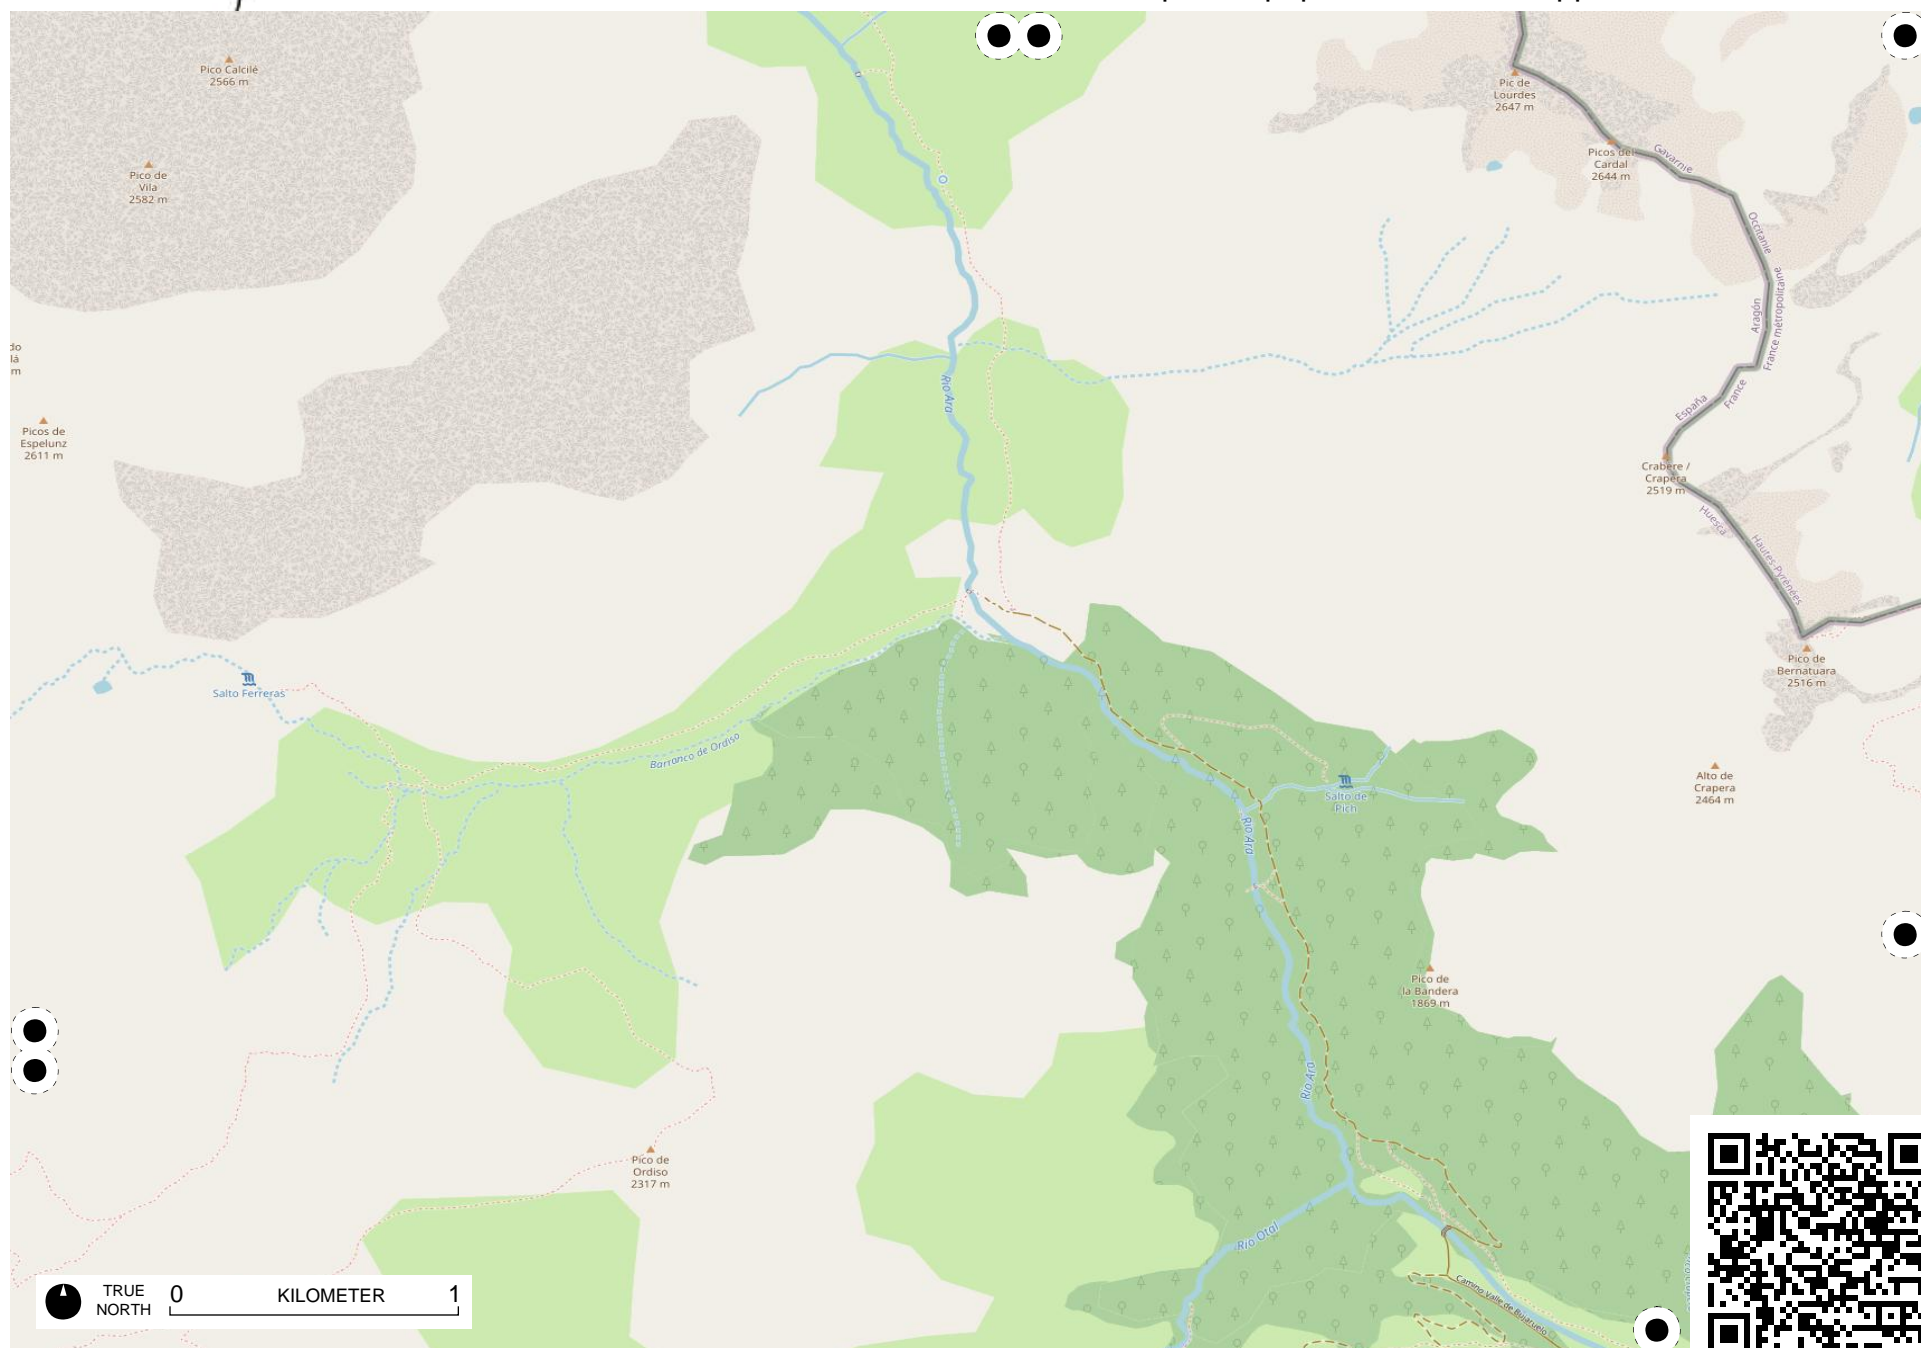 Pico Calcilé
2566 m
Pic de
Lourdes
2647 m
Picos del
Cardal
2644 m
Gavarnie
Pico de
Vila
2582 m
Occitanie
Aragón
France métropolitaine
Picos de
Espelunz
2611 m
Río Ara
España
France
Crabère /
Crapera
2519 m
Huesca
Hautes-Pyrénées
Pico de
Bernatuara
2516 m
Salto Ferreras
Barranco de Ordiso
Alto de
Crapera
2464 m
Salto de
Pich
Río Ara
Pico de
la Bandera
1869 m
Río Ara
Pico de
Ordiso
2317 m
Río Otal
Camino Valle de Bujaruelo
TRUE
NORTH
0 KILOMETER 1